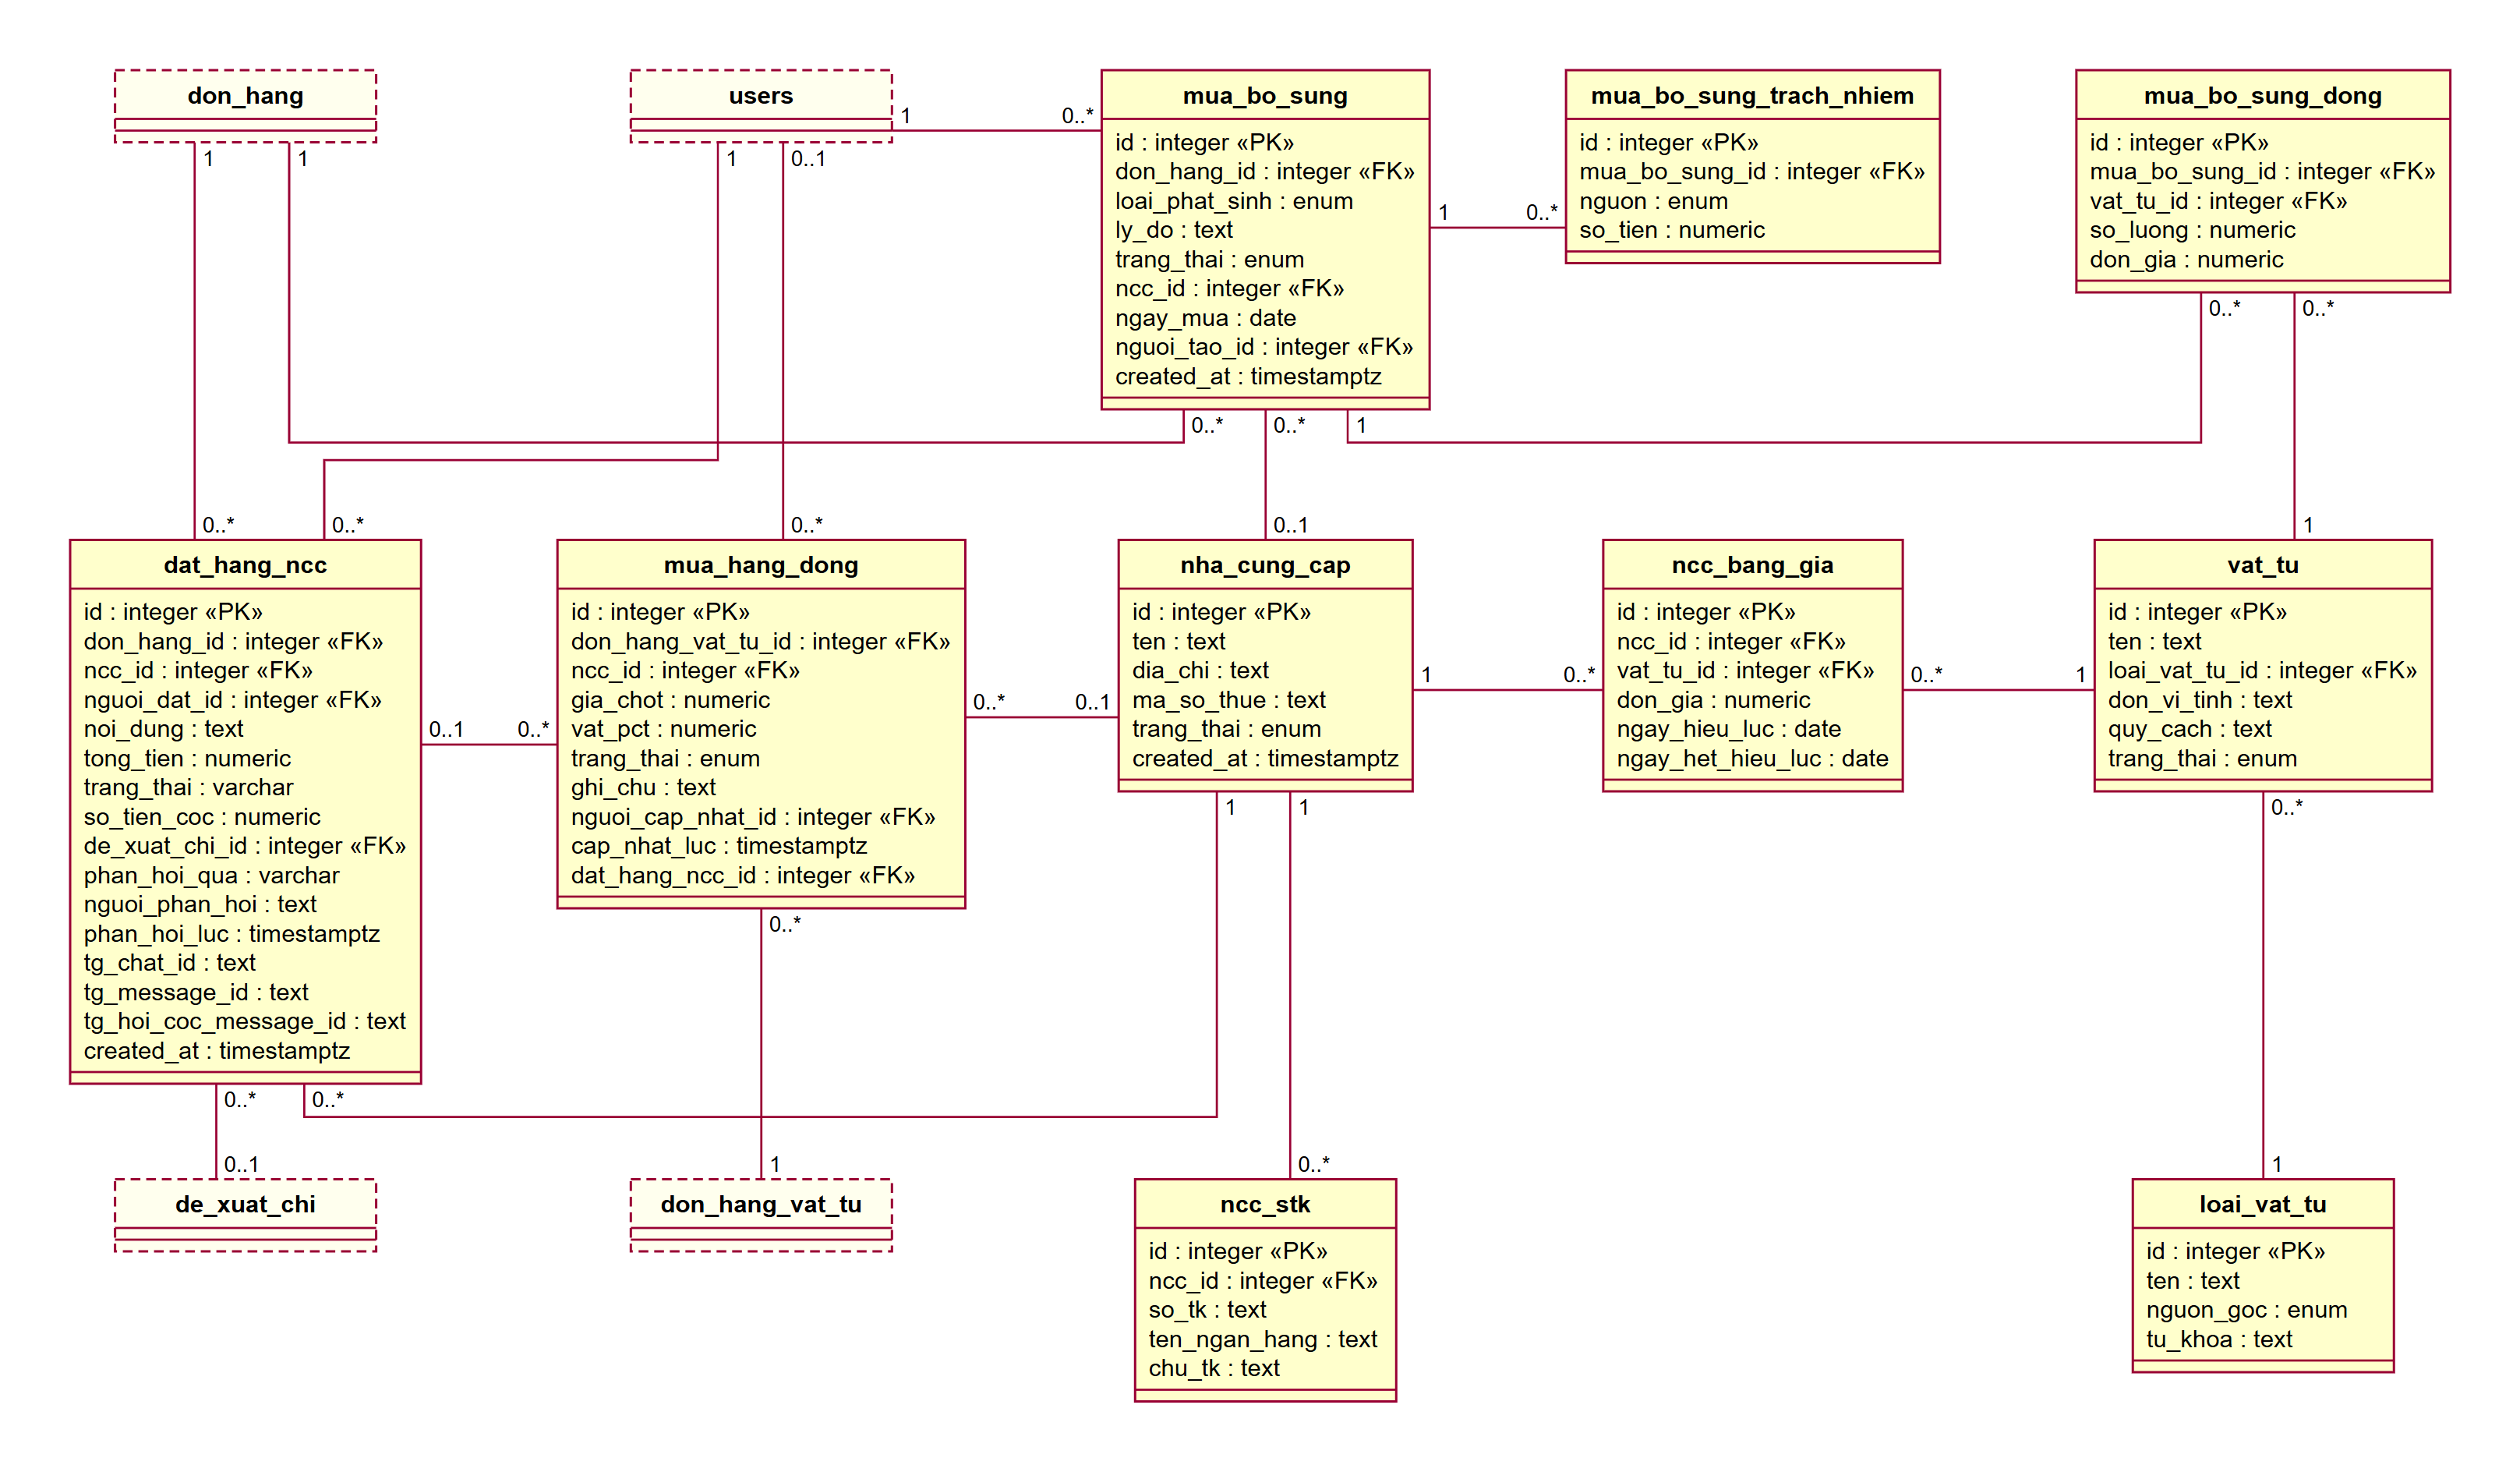 don_hang
1
1
users
1
0..1
1
0..*
mua_bo_sung
id : integer «PK»
don_hang_id : integer «FK»
loai_phat_sinh : enum
ly_do : text
trang_thai : enum
ncc_id : integer «FK»
ngay_mua : date
nguoi_tao_id : integer «FK»
created_at : timestamptz
0..*
0..*
1
1
0..*
mua_bo_sung_trach_nhiem
id : integer «PK»
mua_bo_sung_id : integer «FK»
nguon : enum
so_tien : numeric
mua_bo_sung_dong
id : integer «PK»
mua_bo_sung_id : integer «FK»
vat_tu_id : integer «FK»
so_luong : numeric
don_gia : numeric
0..*
0..*
0..*
0..*
dat_hang_ncc
id : integer «PK»
don_hang_id : integer «FK»
ncc_id : integer «FK»
nguoi_dat_id : integer «FK»
noi_dung : text
tong_tien : numeric
trang_thai : varchar
so_tien_coc : numeric
de_xuat_chi_id : integer «FK»
phan_hoi_qua : varchar
nguoi_phan_hoi : text
phan_hoi_luc : timestamptz
tg_chat_id : text
tg_message_id : text
tg_hoi_coc_message_id : text
created_at : timestamptz
0..*
0..*
0..1
0..*
0..*
mua_hang_dong
id : integer «PK»
don_hang_vat_tu_id : integer «FK»
ncc_id : integer «FK»
gia_chot : numeric
vat_pct : numeric
trang_thai : enum
ghi_chu : text
nguoi_cap_nhat_id : integer «FK»
cap_nhat_luc : timestamptz
dat_hang_ncc_id : integer «FK»
0..*
0..*
0..1
0..1
nha_cung_cap
id : integer «PK»
ten : text
dia_chi : text
ma_so_thue : text
trang_thai : enum
created_at : timestamptz
1
1
1
0..*
ncc_bang_gia
id : integer «PK»
ncc_id : integer «FK»
vat_tu_id : integer «FK»
don_gia : numeric
ngay_hieu_luc : date
ngay_het_hieu_luc : date
0..*
1
1
vat_tu
id : integer «PK»
ten : text
loai_vat_tu_id : integer «FK»
don_vi_tinh : text
quy_cach : text
trang_thai : enum
0..*
0..1
de_xuat_chi
1
don_hang_vat_tu
0..*
ncc_stk
id : integer «PK»
ncc_id : integer «FK»
so_tk : text
ten_ngan_hang : text
chu_tk : text
1
loai_vat_tu
id : integer «PK»
ten : text
nguon_goc : enum
tu_khoa : text